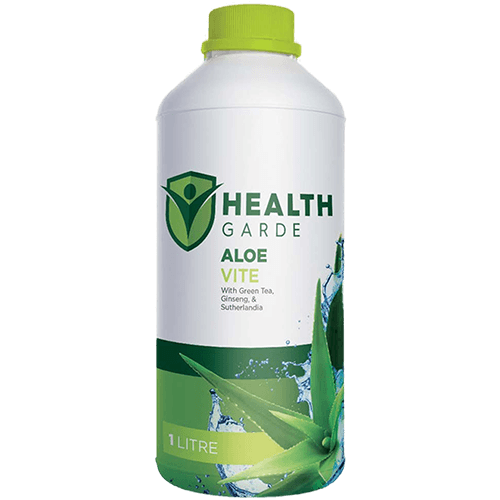 HEALTH
GARDE
ALOE
VITE
With Green Tea,
Ginseng, &
Sutherlandia
1 LITRE